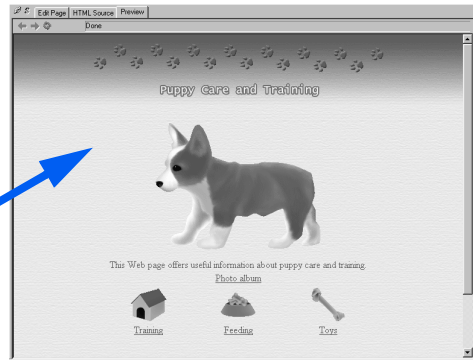 Edit Page HTML Source Preview
Done
Puppy Care and Training
This Web page offers useful information about puppy care and training.
Photo album
Training Feeding Toys